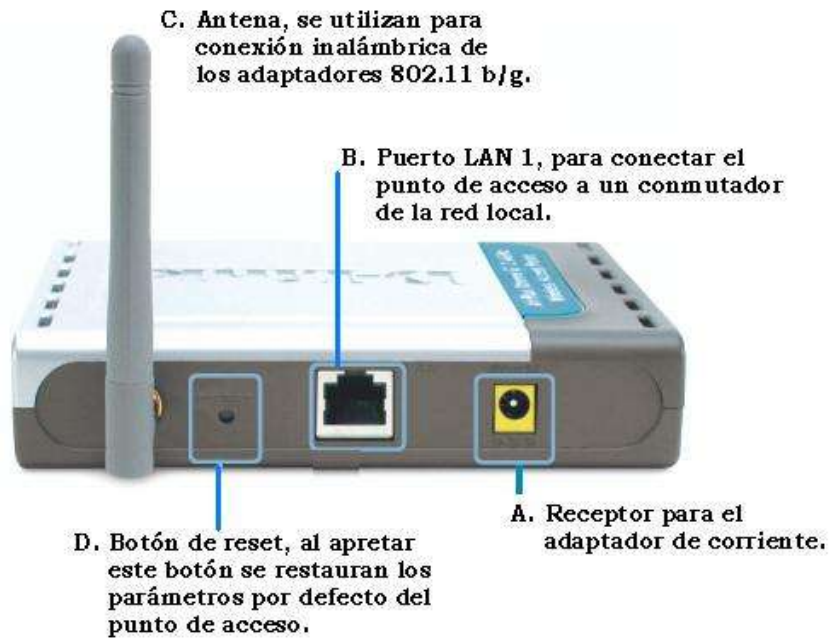 C. Antena, se utilizan para
conexión inalámbrica de
los adaptadores 802.11 b/g.
B. Puerto LAN 1, para conectar el
punto de acceso a un conmutador
de la red local.
D-Link
A. Receptor para el
adaptador de corriente.
D. Botón de reset, al apretar
este botón se restauran los
parámetros por defecto del
punto de acceso.